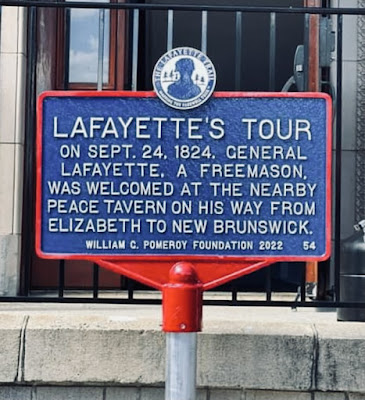 THE LAFAYETTE TRAIL
LAFAYETTE'S TOUR
ON SEPT. 24, 1824, GENERAL
LAFAYETTE, A FREEMASON,
WAS WELCOMED AT THE NEARBY
PEACE TAVERN ON HIS WAY FROM
ELIZABETH TO NEW BRUNSWICK.
WILLIAM G. POMEROY FOUNDATION 2022 54